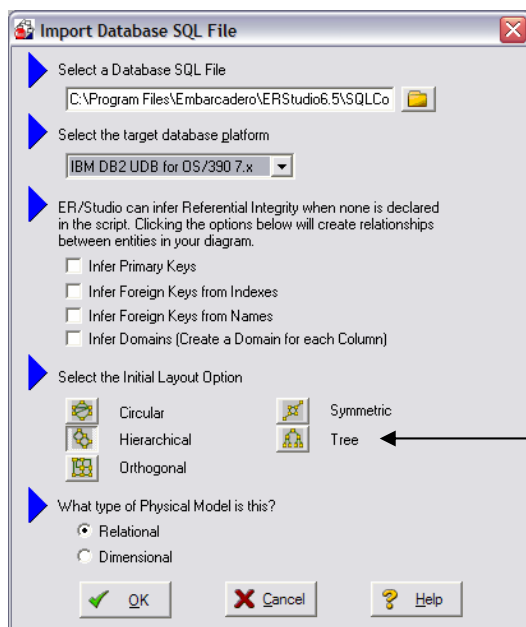 Import Database SQL File
Select a Database SQL File
C:\Program Files\Embarcadero\ERStudio6.5\SQLCo
Select the target database platform
IBM DB2 UDB for OS/390 7.x
ER/Studio can infer Referential Integrity when none is declared
in the script. Clicking the options below will create relationships
between entities in your diagram.
Infer Primary Keys
Infer Foreign Keys from Indexes
Infer Foreign Keys from Names
Infer Domains (Create a Domain for each Column)
Select the Initial Layout Option
Circular
Symmetric
Hierarchical
Tree
Orthogonal
What type of Physical Model is this?
Relational
Dimensional
OK
Cancel
Help